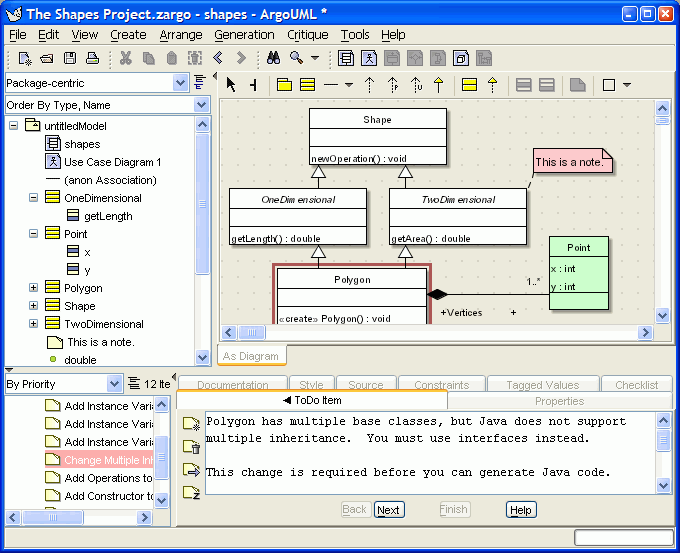 The Shapes Project.zargo - shapes - ArgoUML *
File Edit View Create Arrange Generation Critique Tools Help
Package-centric
Order By Type, Name
untitledModel
shapes
Use Case Diagram 1
(anon Association)
OneDimensional
getLength
Point
x
y
Polygon
Shape
TwoDimensional
This is a note.
double
Shape
newOperation() : void
This is a note.
OneDimensional
getLength() : double
TwoDimensional
getArea() : double
Point
x : int
y : int
Polygon
«create» Polygon() : void
1..*
+Vertices +
As Diagram
By Priority
12 Ite
Add Instance Varia
Add Instance Varia
Add Instance Varia
Change Multiple Inh
Add Operations to
Add Constructor to
Documentation Style Source Constraints Tagged Values Checklist
ToDo Item Properties
Polygon has multiple base classes, but Java does not support
multiple inheritance. You must use interfaces instead.
This change is required before you can generate Java code.
Back Next Finish Help